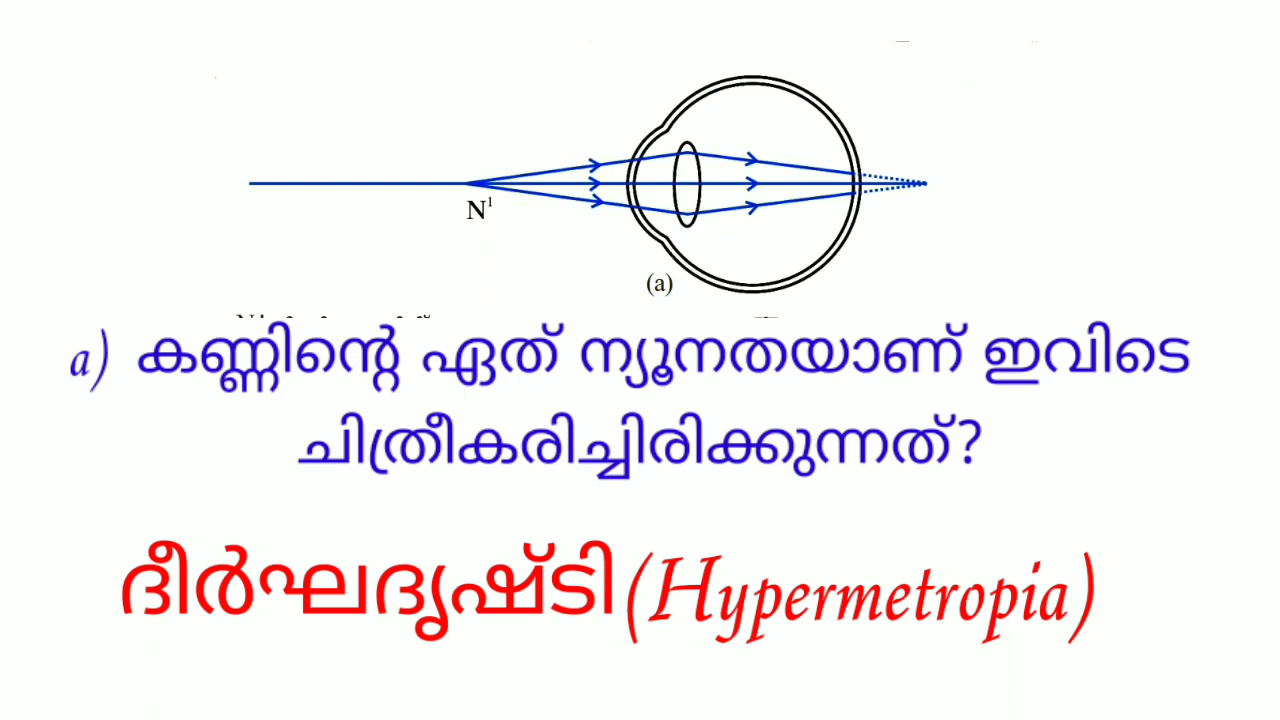 N¹
(a)
a) കണ്ണിന്റെ ഏത് ന്യൂനതയാണ് ഇവിടെ
ചിത്രീകരിച്ചിരിക്കുന്നത്?
ദീർഘദൃഷ്ടി (Hypermetropia)